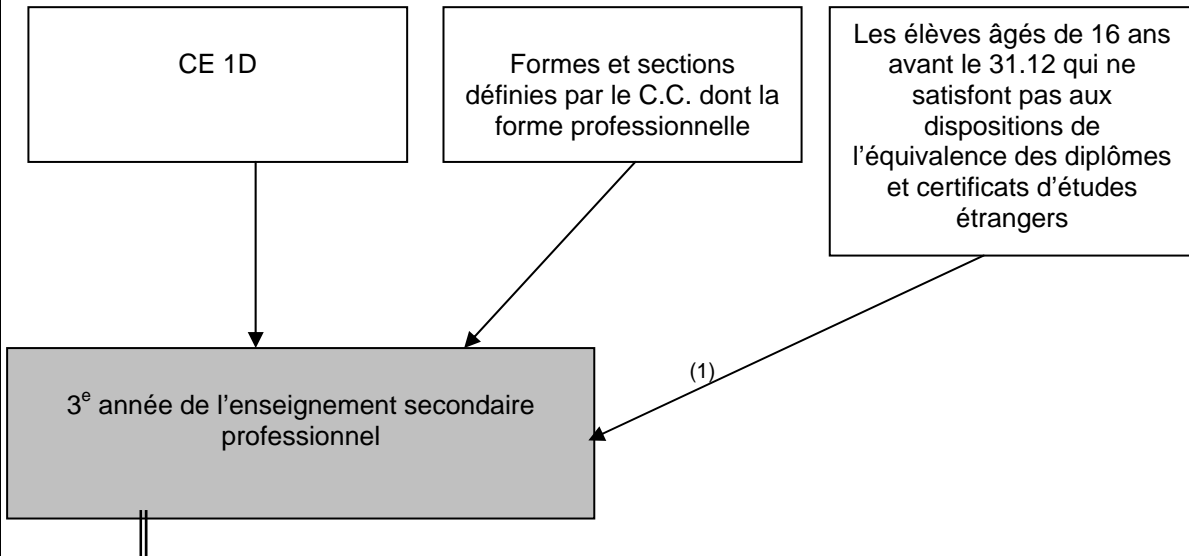 CE 1D
Formes et sections
définies par le C.C. dont la
forme professionnelle
Les élèves âgés de 16 ans
avant le 31.12 qui ne
satisfont pas aux
dispositions de
l’équivalence des diplômes
et certificats d’études
étrangers
(1)
3e année de l’enseignement secondaire
professionnel